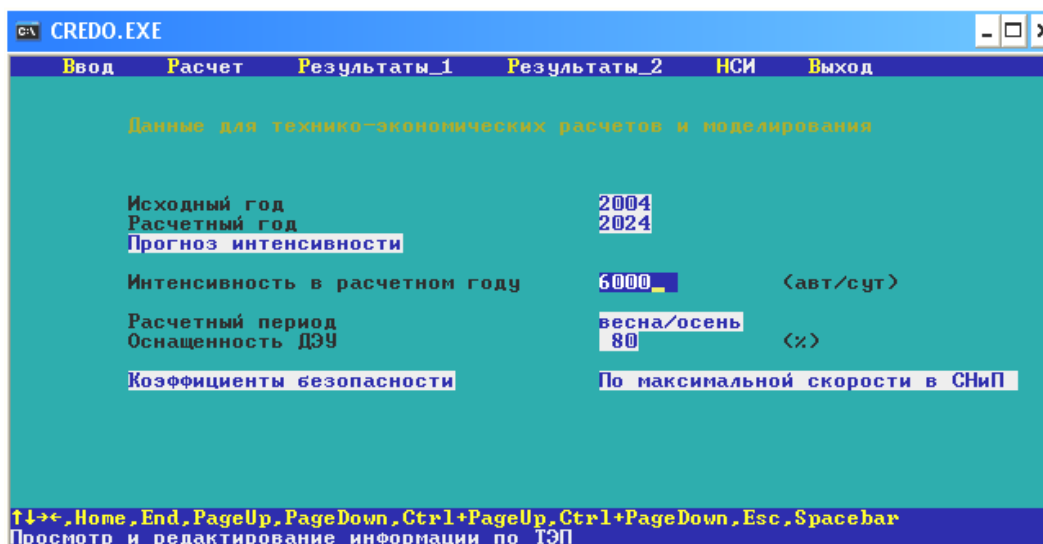 CREDO.EXE
Ввод Расчет Результаты_1 Результаты_2 НСИ Выход
Данные для технико-экономических расчетов и моделирования
Исходный год 2004
Расчетный год 2024
Прогноз интенсивности
Интенсивность в расчетном году 6000_ (авт/сут)
Расчетный период весна/осень
Оснащенность ДЭУ 80 (%)
Коэффициенты безопасности По максимальной скорости в СНиП
↑↓→←,Home,End,PageUp,PageDown,Ctrl+PageUp,Ctrl+PageDown,Esc,Spacebar
Просмотр и редактирование информации по ТЭП